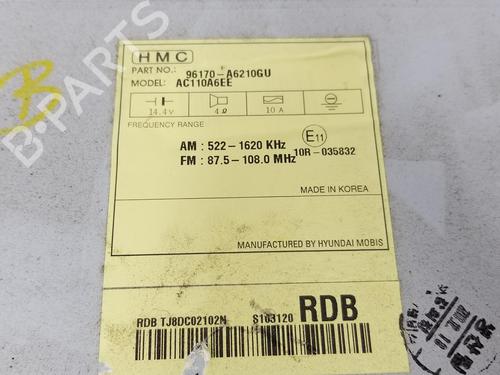 HMC
PART NO.: 96170-A6210GU
MODEL: AC110A6EE
14.4V 4Ω 10 A
FREQUENCY RANGE
AM : 522-1620 KHz
FM : 87.5-108.0 MHz
E11
10R-035832
MADE IN KOREA
MANUFACTURED BY HYUNDAI MOBIS
RDB TJ8DC02102N S103120 RDB
B
B-PARTS